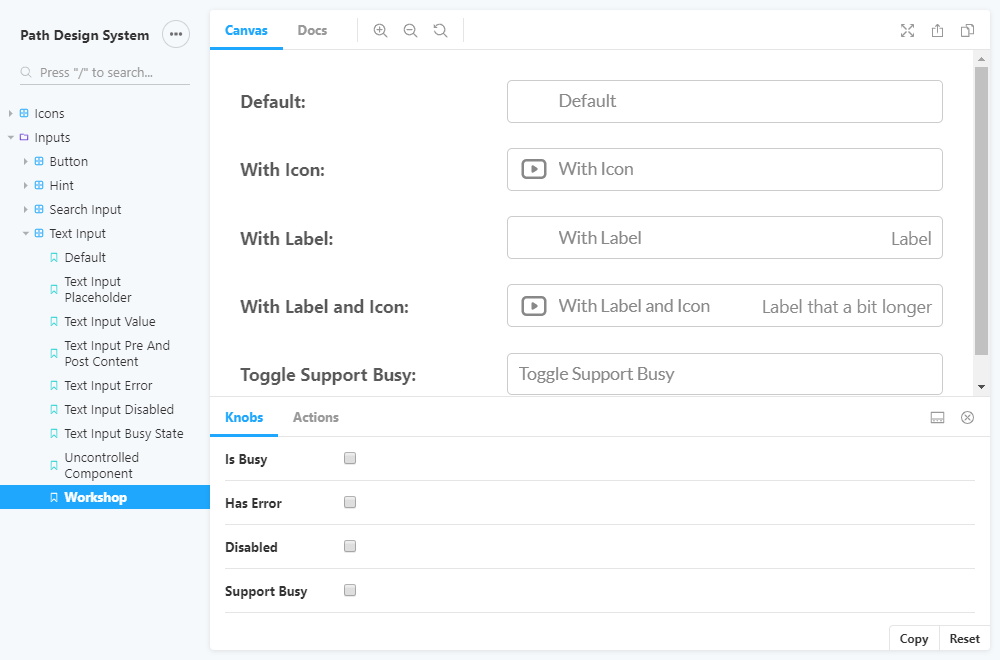 Path Design System
Press "/" to search...
Icons
Inputs
Button
Hint
Search Input
Text Input
Default
Text Input
Placeholder
Text Input Value
Text Input Pre And
Post Content
Text Input Error
Text Input Disabled
Text Input Busy State
Uncontrolled
Component
Workshop
Canvas Docs
Default: Default
With Icon: With Icon
With Label: With Label Label
With Label and Icon: With Label and Icon Label that a bit longer
Toggle Support Busy: Toggle Support Busy
Knobs Actions
Is Busy
Has Error
Disabled
Support Busy
Copy Reset